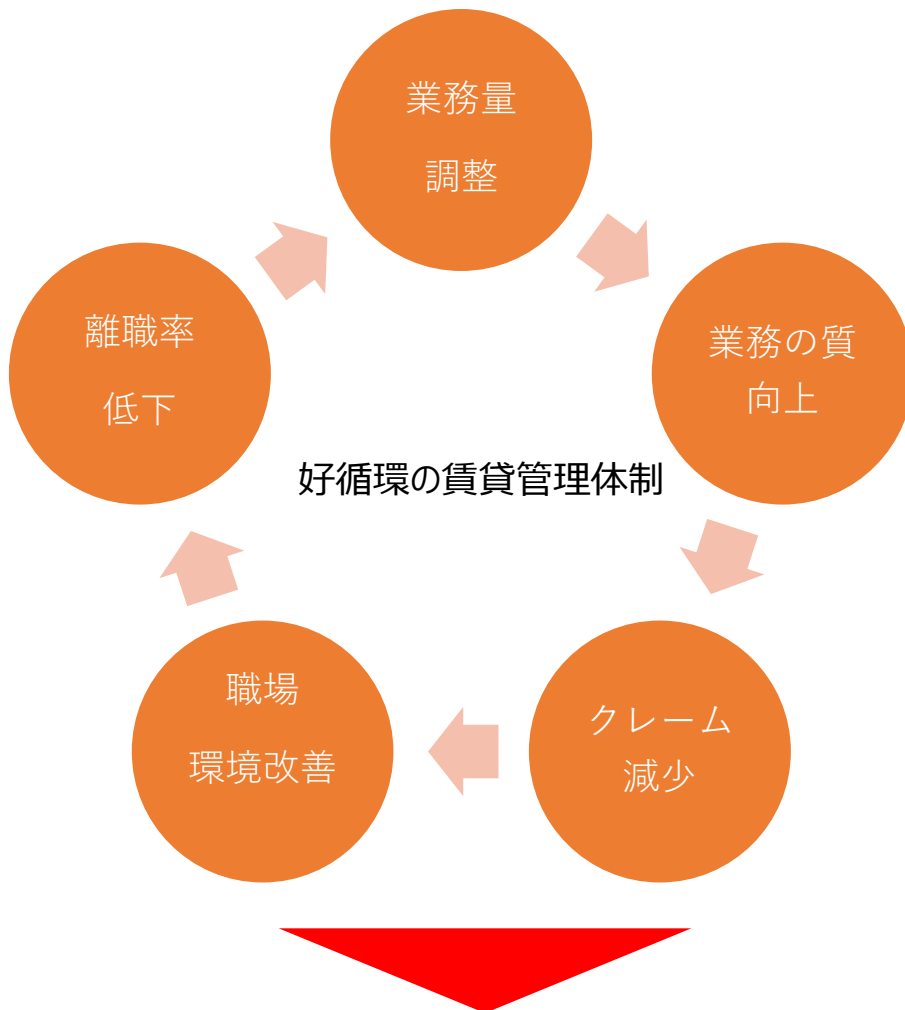 業務量
調整
業務の質
向上
クレーム
減少
職場
環境改善
離職率
低下
好循環の賃貸管理体制